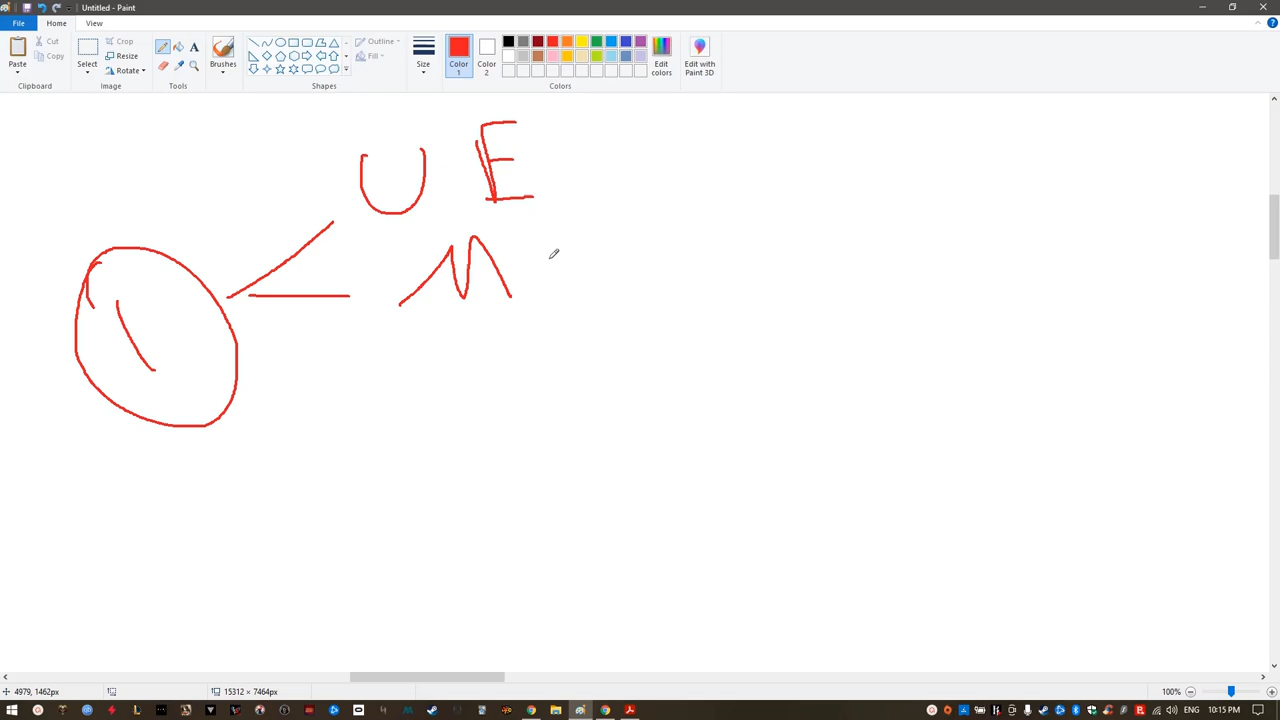 Untitled - Paint
File Home View
Paste
Cut
Copy
Clipboard
Select
Crop
Resize
Rotate
Image
A
Tools
Brushes
Outline
Fill
Shapes
Size
Color 1
Color 2
Edit colors
Colors
Edit with Paint 3D
U E
M
4979, 1462px
15312 × 7464px
100%
ENG
10:15 PM